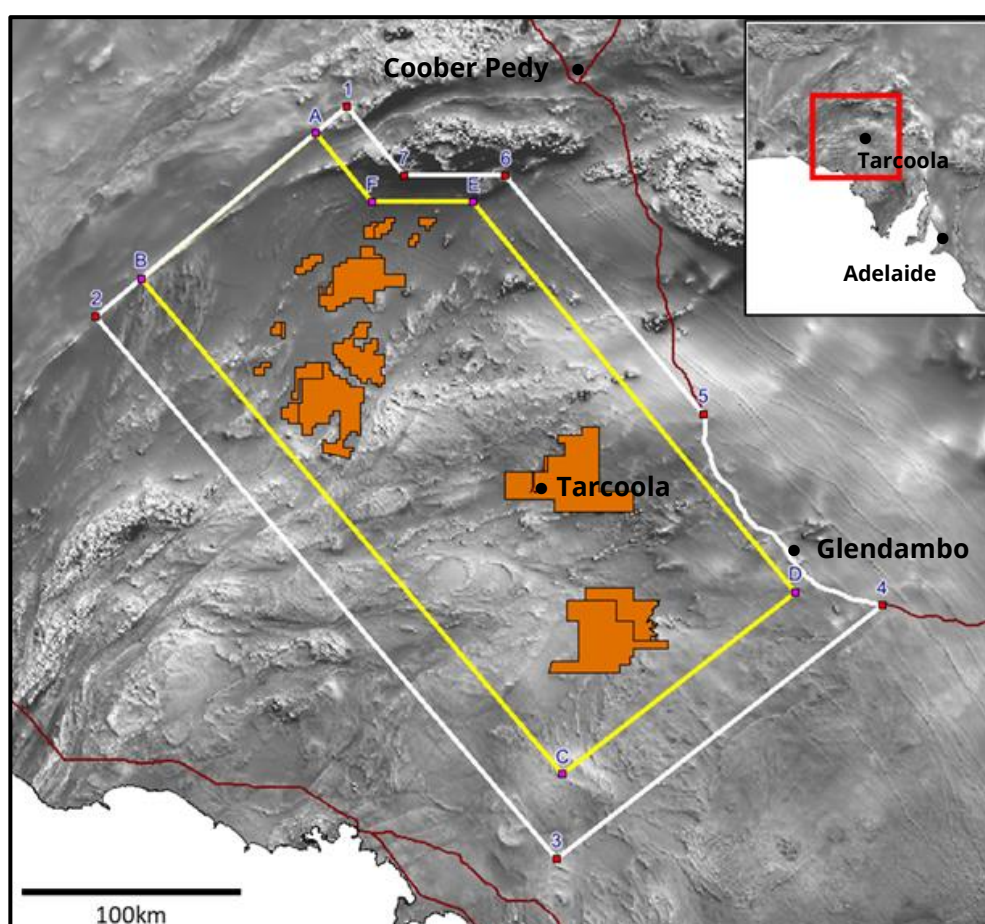 Coober Pedy
1
A
7
6
F
E
B
2
Tarcoola
Adelaide
5
Tarcoola
Glendambo
D
4
C
3
100km